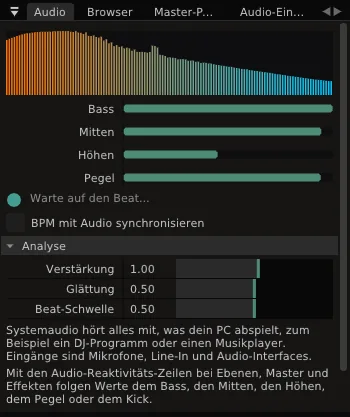 Audio Browser Master-P... Audio-Ein...
Bass
Mitten
Höhen
Pegel
Warte auf den Beat...
BPM mit Audio synchronisieren
Analyse
Verstärkung 1.00
Glättung 0.50
Beat-Schwelle 0.50
Systemaudio hört alles mit, was dein PC abspielt, zum
Beispiel ein DJ-Programm oder einen Musikplayer.
Eingänge sind Mikrofone, Line-In und Audio-Interfaces.
Mit den Audio-Reaktivitäts-Zeilen bei Ebenen, Master und
Effekten folgen Werte dem Bass, den Mitten, den Höhen,
dem Pegel oder dem Kick.